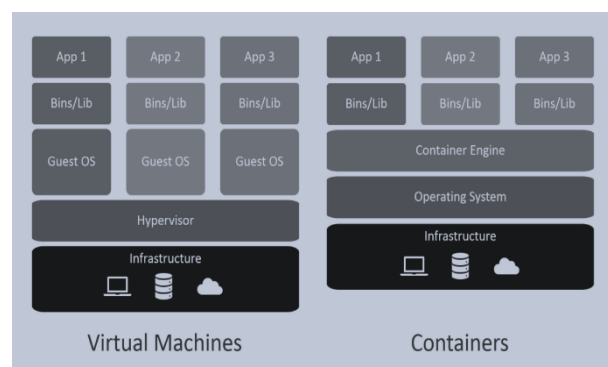 App 1 App 2 App 3
Bins/Lib Bins/Lib Bins/Lib
Guest OS Guest OS Guest OS
Hypervisor
Infrastructure
Virtual Machines
App 1 App 2 App 3
Bins/Lib Bins/Lib Bins/Lib
Container Engine
Operating System
Infrastructure
Containers